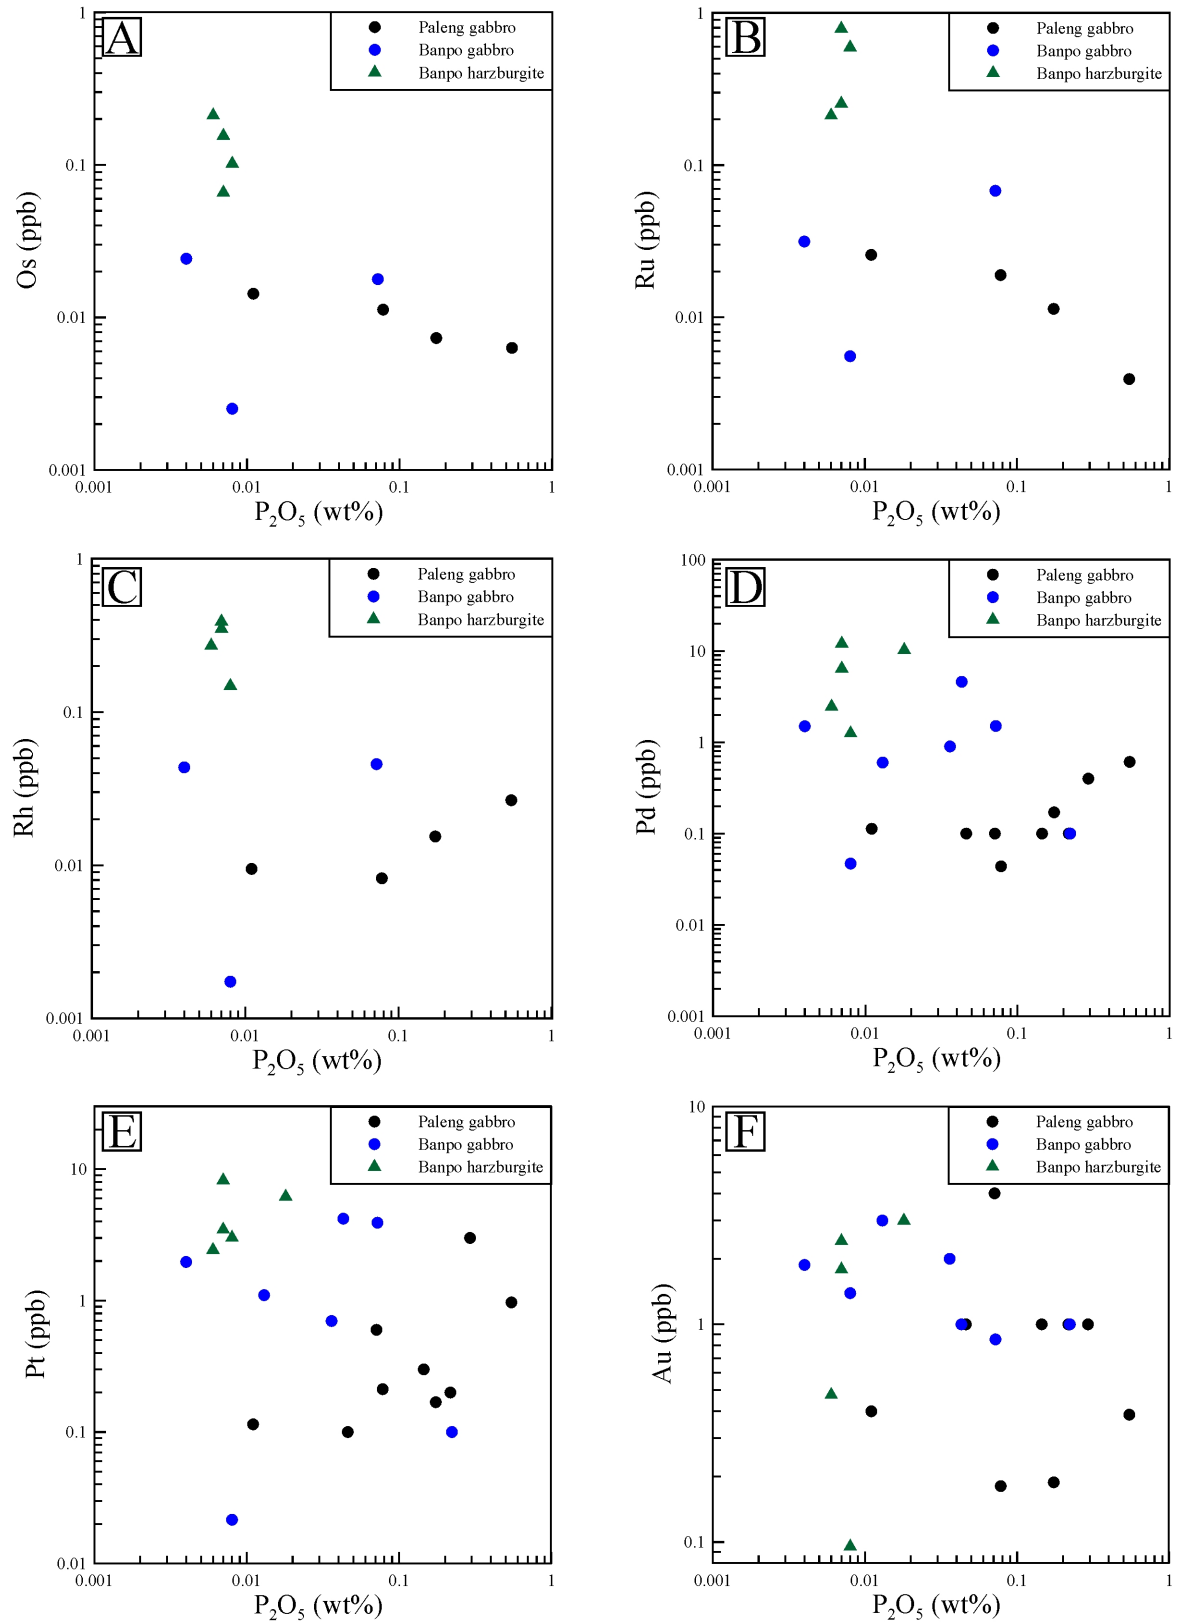 A
Paleng gabbro
Banpo gabbro
Banpo harzburgite
1
0.1
0.01
0.001
Os (ppb)
0.001 0.01 0.1 1
P₂O₅ (wt%)
B
Paleng gabbro
Banpo gabbro
Banpo harzburgite
1
0.1
0.01
0.001
Ru (ppb)
0.001 0.01 0.1 1
P₂O₅ (wt%)
C
Paleng gabbro
Banpo gabbro
Banpo harzburgite
1
0.1
0.01
0.001
Rh (ppb)
0.001 0.01 0.1 1
P₂O₅ (wt%)
D
Paleng gabbro
Banpo gabbro
Banpo harzburgite
100
10
1
0.1
0.01
0.001
Pd (ppb)
0.001 0.01 0.1 1
P₂O₅ (wt%)
E
Paleng gabbro
Banpo gabbro
Banpo harzburgite
10
1
0.1
0.01
Pt (ppb)
0.001 0.01 0.1 1
P₂O₅ (wt%)
F
Paleng gabbro
Banpo gabbro
Banpo harzburgite
10
1
0.1
Au (ppb)
0.001 0.01 0.1 1
P₂O₅ (wt%)